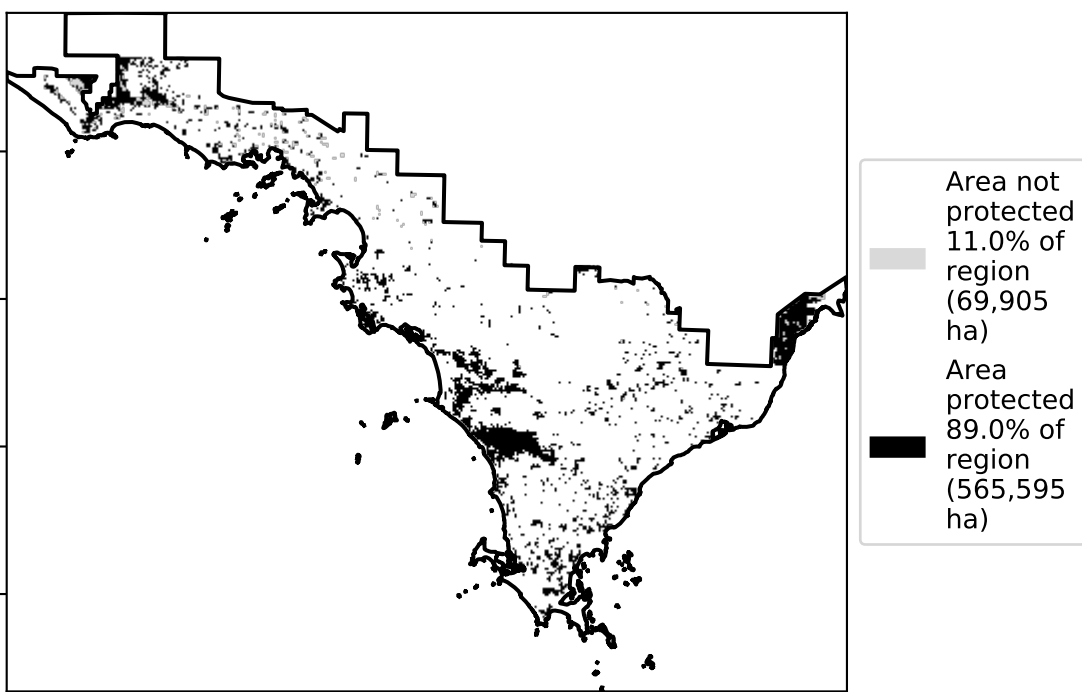 Area not
protected
11.0% of
region
(69,905
ha)
Area
protected
89.0% of
region
(565,595
ha)